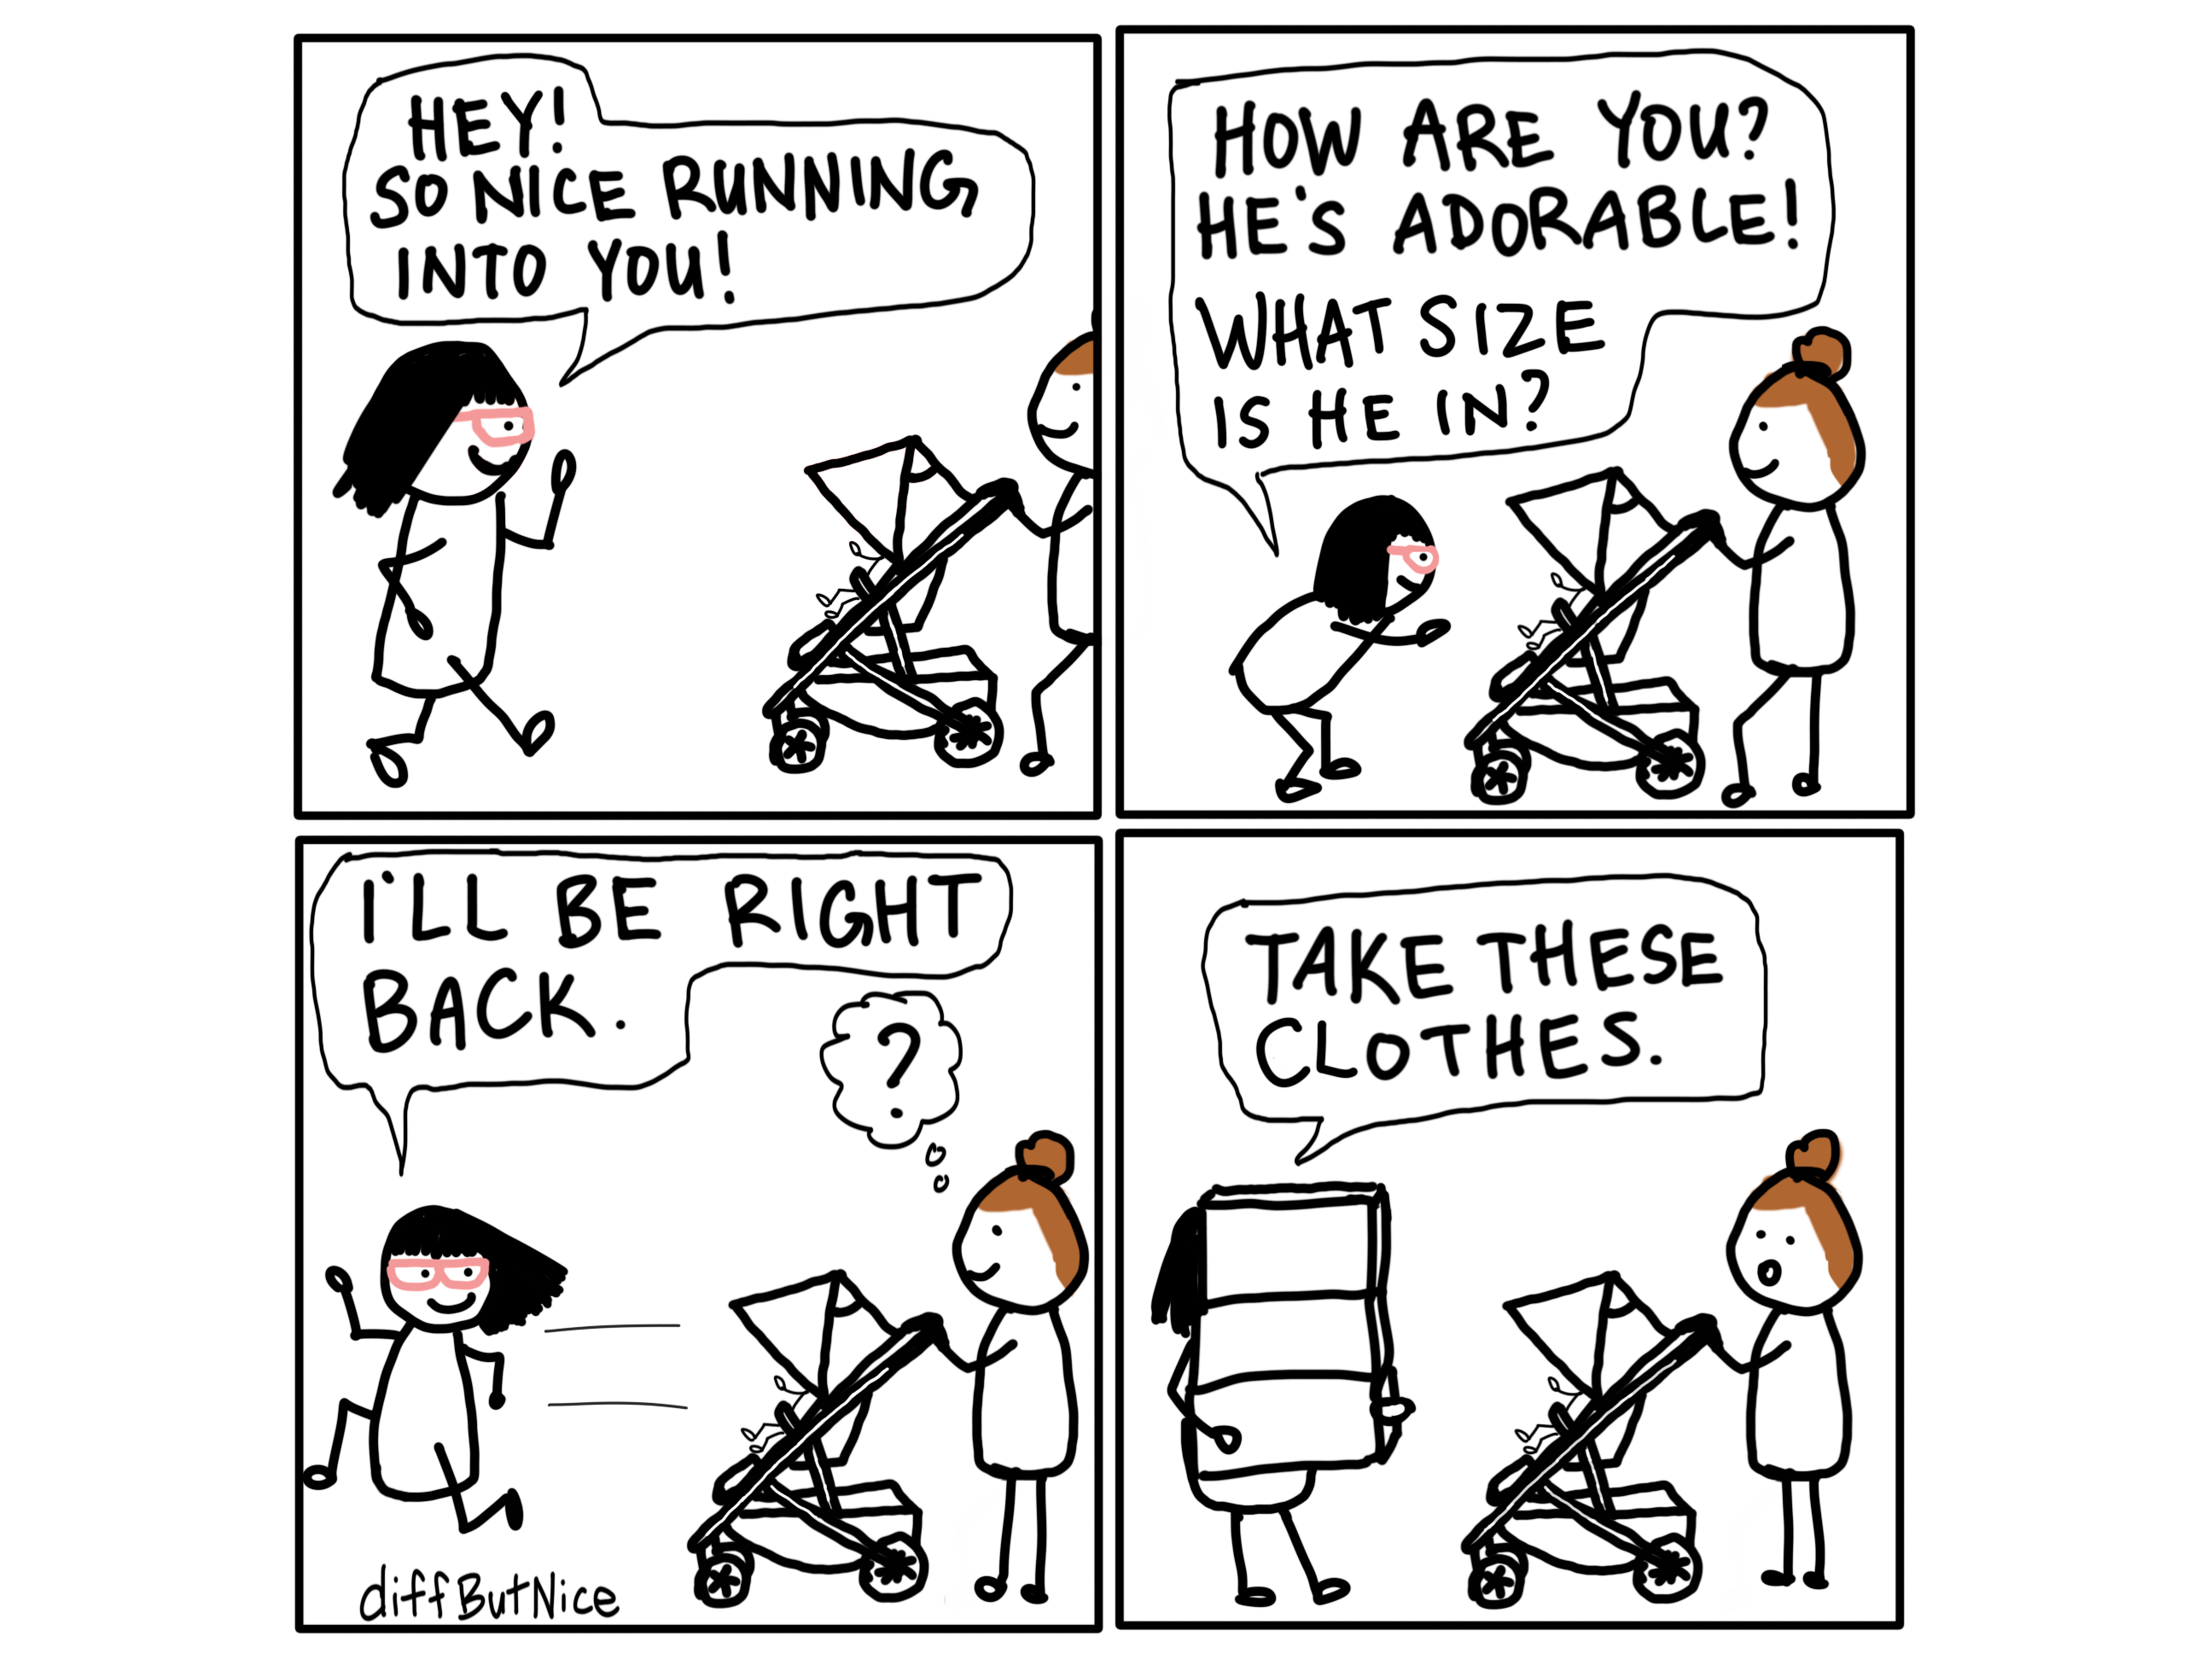 HEY!
SO NICE RUNNING
INTO YOU!
HOW ARE YOU?
HE'S ADORABLE!
WHAT SIZE
IS HE IN?
I'LL BE RIGHT
BACK.
?
TAKE THESE
CLOTHES.
diffButNice